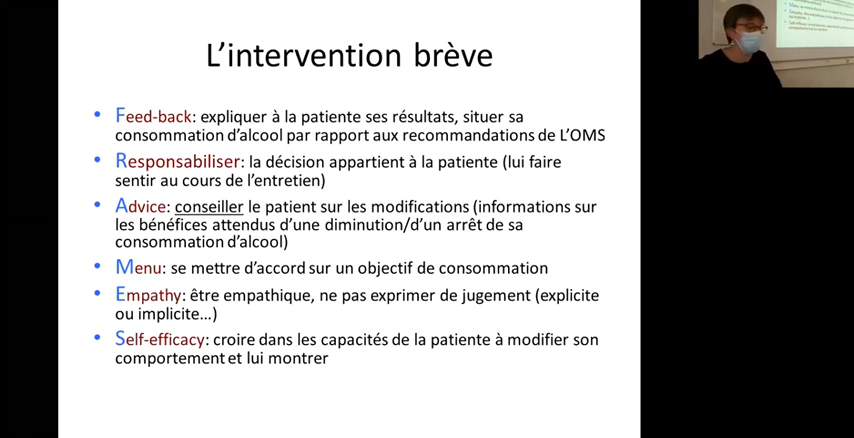 L'intervention brève
• Feed-back: expliquer à la patiente ses résultats, situer sa
consommation d'alcool par rapport aux recommandations de L'OMS
• Responsabiliser: la décision appartient à la patiente (lui faire
sentir au cours de l'entretien)
• Advice: conseiller le patient sur les modifications (informations sur
les bénéfices attendus d'une diminution/d'un arrêt de sa
consommation d'alcool)
• Menu: se mettre d'accord sur un objectif de consommation
• Empathy: être empathique, ne pas exprimer de jugement (explicite
ou implicite…)
• Self-efficacy: croire dans les capacités de la patiente à modifier son
comportement et lui montrer